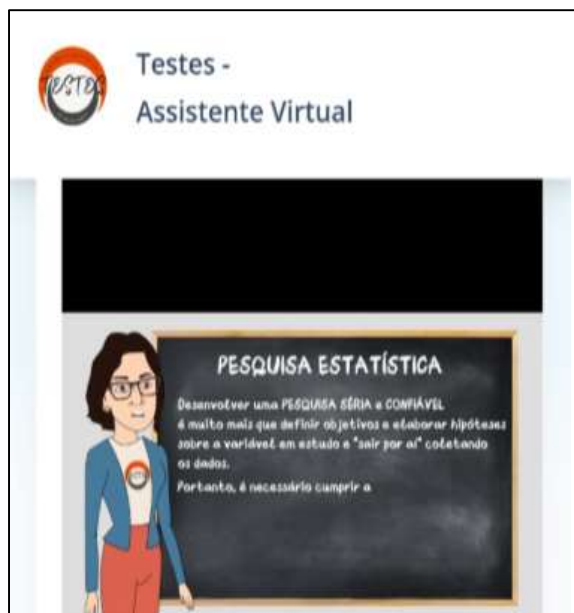 TESTES
Testes -
Assistente Virtual
PESQUISA ESTATÍSTICA
Desenvolver uma PESQUISA SÉRIA e CONFIÁVEL
é muito mais que definir objetivos e elaborar hipóteses
sobre a variável em estudo e "sair por aí" coletando
os dados.
Portanto, é necessário cumprir a